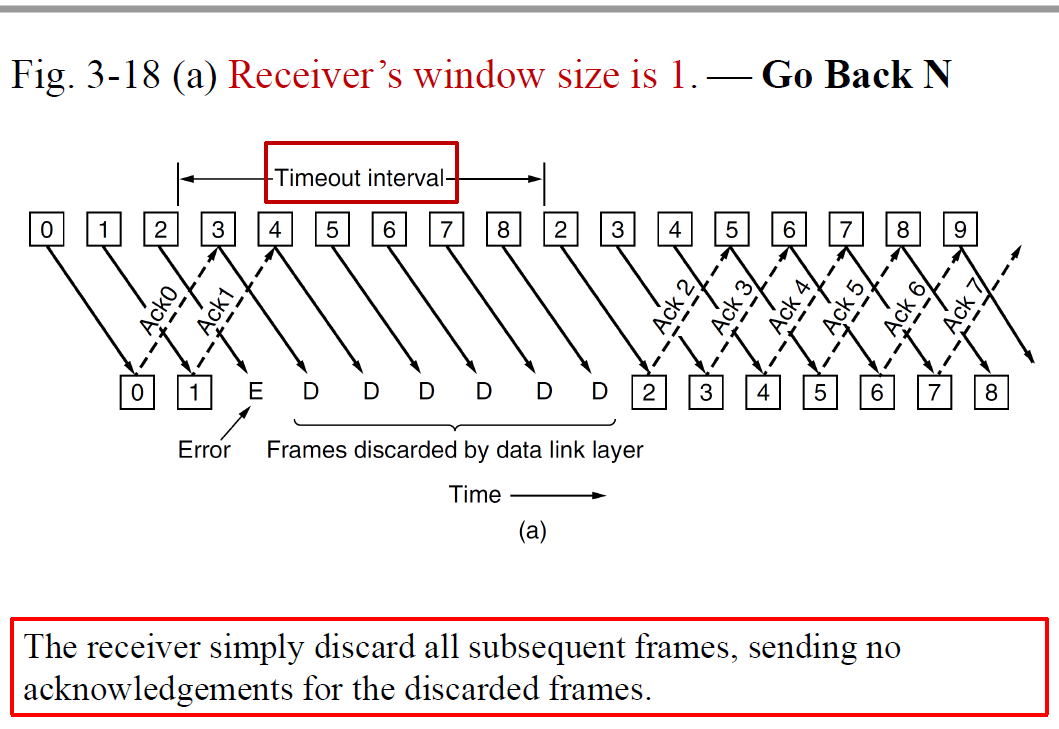 Fig. 3-18 (a) Receiver’s window size is 1. — Go Back N
Timeout interval
0 1 2 3 4 5 6 7 8 2 3 4 5 6 7 8 9
Ack0 Ack1 Ack 2 Ack 3 Ack 4 Ack 5 Ack 6 Ack 7
0 1 E D D D D D D 2 3 4 5 6 7 8
Error Frames discarded by data link layer
Time
(a)
The receiver simply discard all subsequent frames, sending no
acknowledgements for the discarded frames.